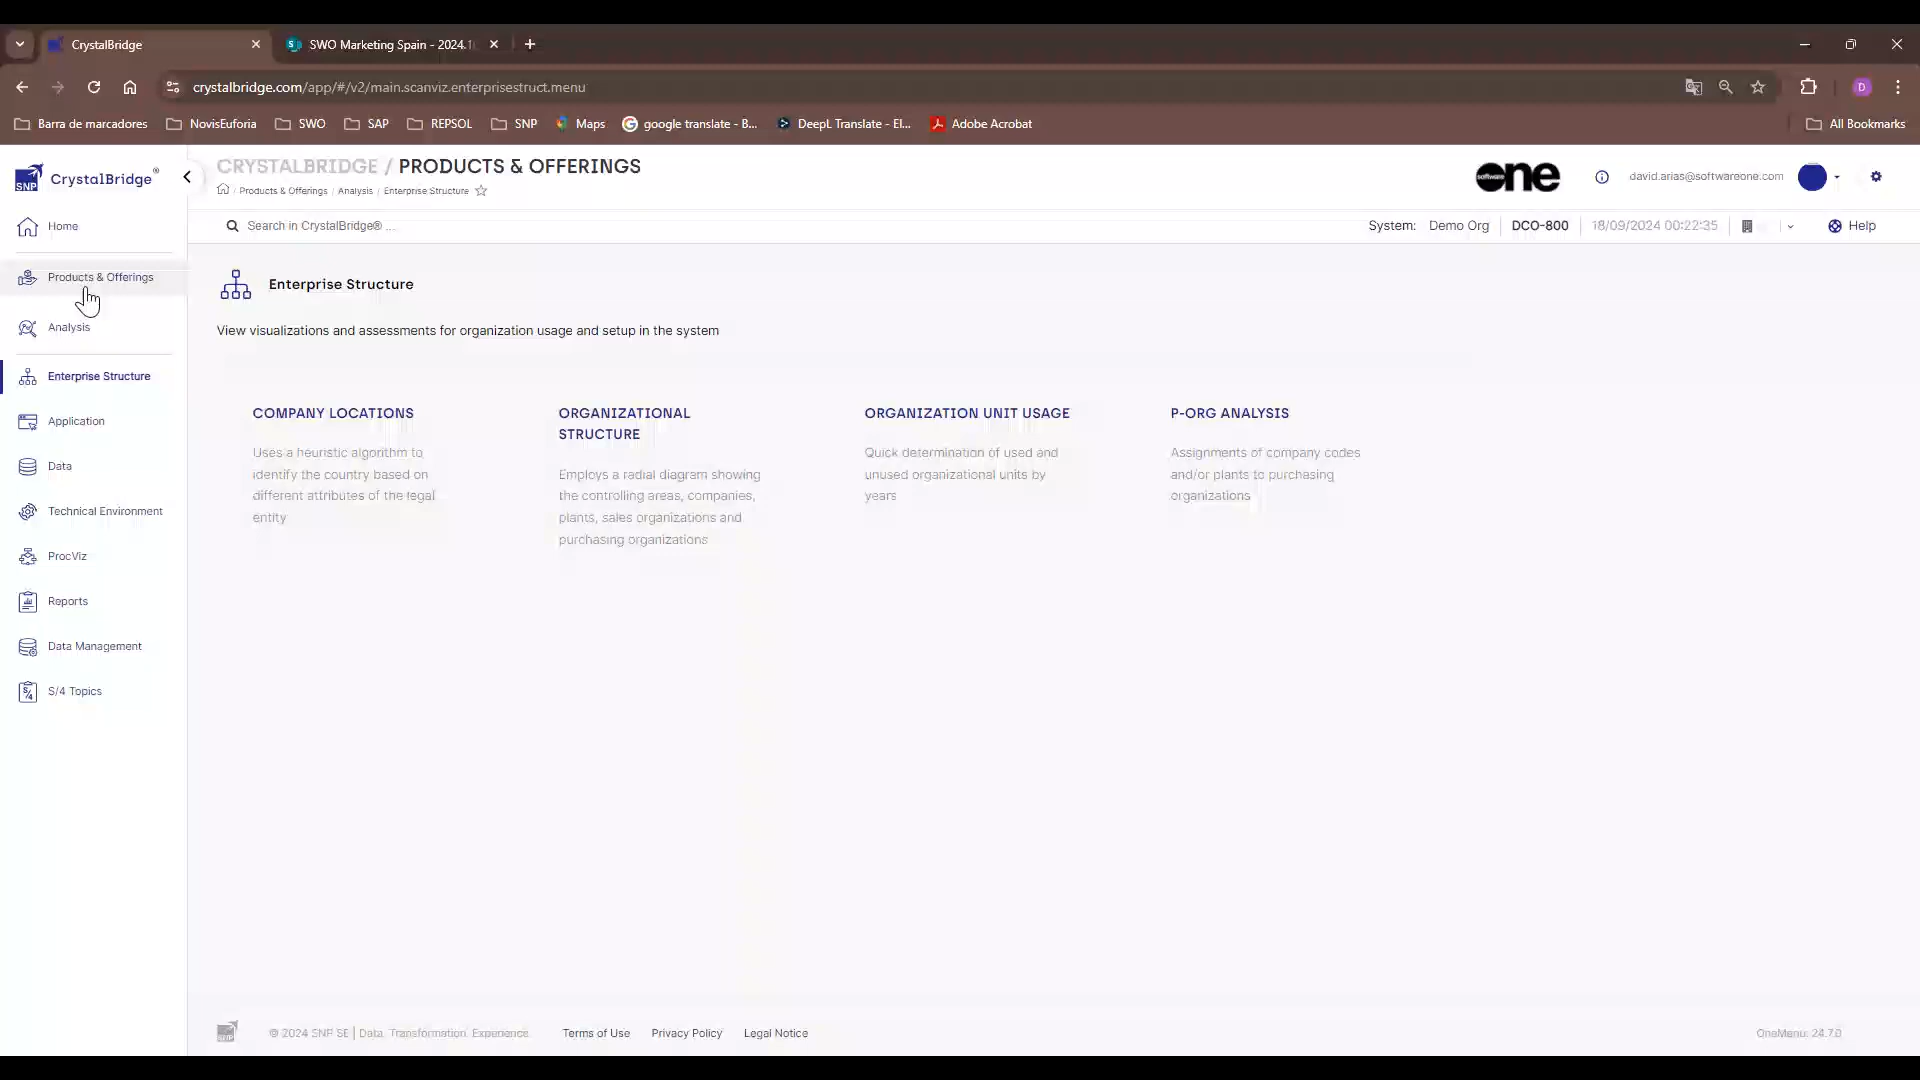 CrystalBridge
SWO Marketing Spain - 2024.1
crystalbridge.com/app/#/v2/main.scanviz.enterprisestruct.menu
D
Barra de marcadores
NovisEuforia
SWO
SAP
REPSOL
SNP
Maps
google translate - B...
DeepL Translate - El...
Adobe Acrobat
All Bookmarks
SNP CrystalBridge®
CRYSTALBRIDGE / PRODUCTS & OFFERINGS
/ Products & Offerings / Analysis / Enterprise Structure
software one
david.arias@softwareone.com
Home
Search in CrystalBridge® ...
System: Demo Org DCO-800 18/09/2024 00:22:35
Help
Products & Offerings
Analysis
Enterprise Structure
Application
Data
Technical Environment
ProcViz
Reports
Data Management
S/4 Topics
Enterprise Structure
View visualizations and assessments for organization usage and setup in the system
COMPANY LOCATIONS
Uses a heuristic algorithm to
identify the country based on
different attributes of the legal
entity
ORGANIZATIONAL
STRUCTURE
Employs a radial diagram showing
the controlling areas, companies,
plants, sales organizations and
purchasing organizations
ORGANIZATION UNIT USAGE
Quick determination of used and
unused organizational units by
years
P-ORG ANALYSIS
Assignments of company codes
and/or plants to purchasing
organizations
SNP
© 2024 SNP SE | Data. Transformation. Experience.
Terms of Use
Privacy Policy
Legal Notice
OneMenu: 24.7.0